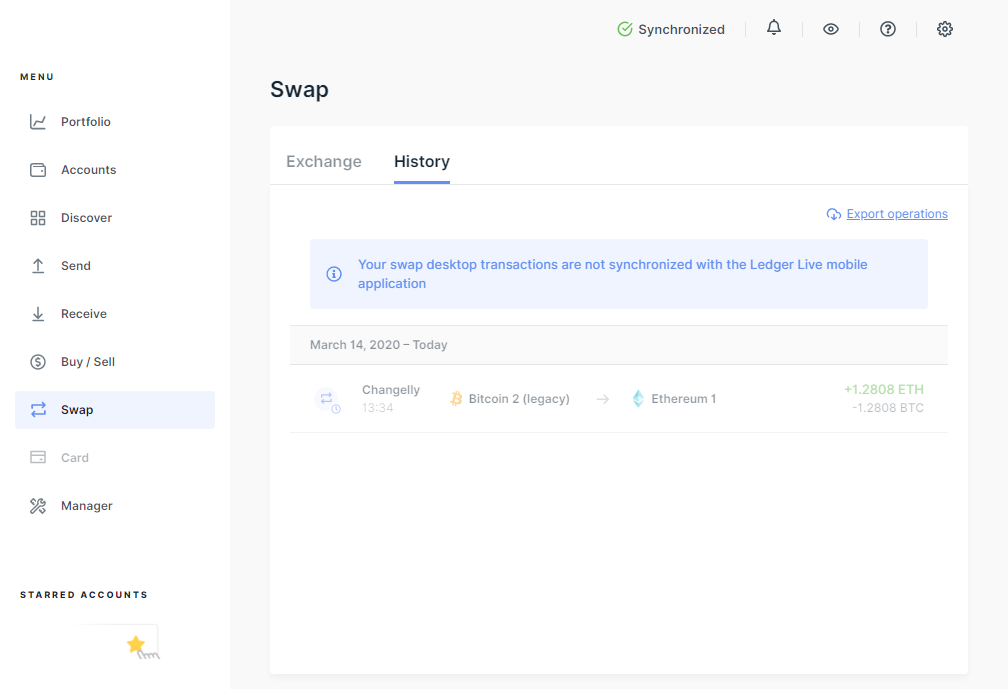 Synchronized
MENU
Portfolio
Accounts
Discover
Send
Receive
Buy / Sell
Swap
Card
Manager
STARRED ACCOUNTS
Swap
Exchange
History
Export operations
Your swap desktop transactions are not synchronized with the Ledger Live mobile
application
March 14, 2020 – Today
Changelly
13:34
Bitcoin 2 (legacy)
Ethereum 1
+1.2808 ETH
-1.2808 BTC